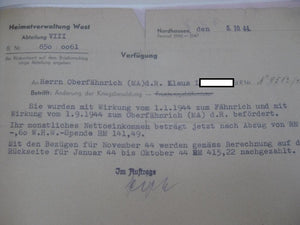 Heimatverwaltung West
Abteilung VIII
B. Nr. 650 0061
Nordhausen, den 5.10.44.
Verfügung
Herrn Oberfähnrich (MA)d.R. Klaus
Betrifft: Änderung der Kriegsbesoldung -
Sie wurden mit Wirkung vom 1.1.1944 zum Fähnrich und mit
Wirkung vom 1.9.1944 zum Oberfähnrich (MA) d.R. befördert.
Ihr monatliches Nettoeinkommen beträgt jetzt nach Abzug von RM
-,60 W.H.W.-Spende RM 141,49.
Mit den Bezügen für November 44 werden gemäss Berechnung auf der
Rückseite für Januar 44 bis Oktober 44 RM 415,22 nachgezahlt.
Im Auftrage